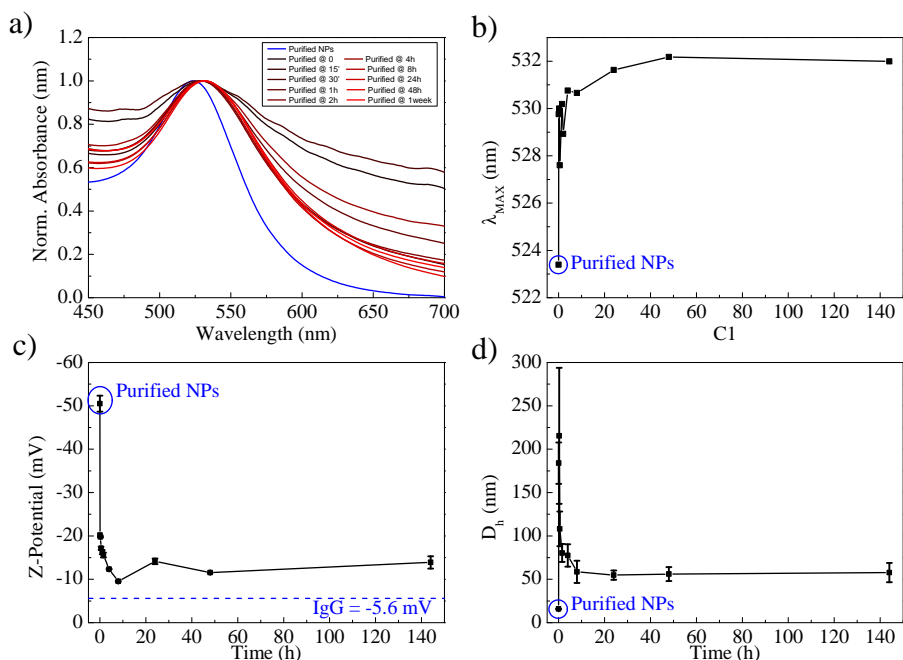 a)
1.2
1.0
0.8
0.6
0.4
0.2
0.0
Norm. Absorbance (nm)
450 500 550 600 650 700
Wavelength (nm)
Purified NPs
Purified @ 0 Purified @ 4h
Purified @ 15' Purified @ 8h
Purified @ 30' Purified @ 24h
Purified @ 1h Purified @ 48h
Purified @ 2h Purified @ 1week
b)
532
530
528
526
524
522
λMAX (nm)
Purified NPs
0 20 40 60 80 100 120 140
C1
c)
-60
-50
-40
-30
-20
-10
0
Z-Potential (mV)
Purified NPs
IgG = -5.6 mV
0 20 40 60 80 100 120 140
Time (h)
d)
300
250
200
150
100
50
0
Dh (nm)
Purified NPs
0 20 40 60 80 100 120 140
Time (h)